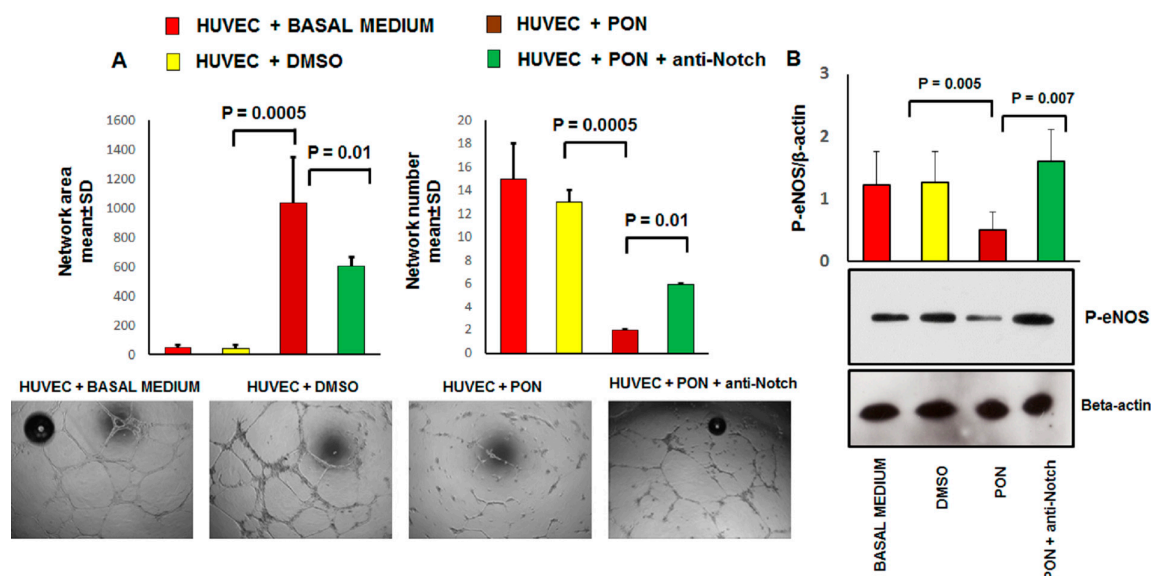 HUVEC + BASAL MEDIUM
HUVEC + PON
HUVEC + DMSO
HUVEC + PON + anti-Notch
A
Network area
mean±SD
1600
1400
1200
1000
800
600
400
200
0
P = 0.0005
P = 0.01
Network number
mean±SD
20
18
16
14
12
10
8
6
4
2
0
P = 0.0005
P = 0.01
HUVEC + BASAL MEDIUM
HUVEC + DMSO
HUVEC + PON
HUVEC + PON + anti-Notch
B
P-eNOS/β-actin
3
2
1
0
P = 0.005
P = 0.007
P-eNOS
Beta-actin
BASAL MEDIUM
DMSO
PON
PON + anti-Notch